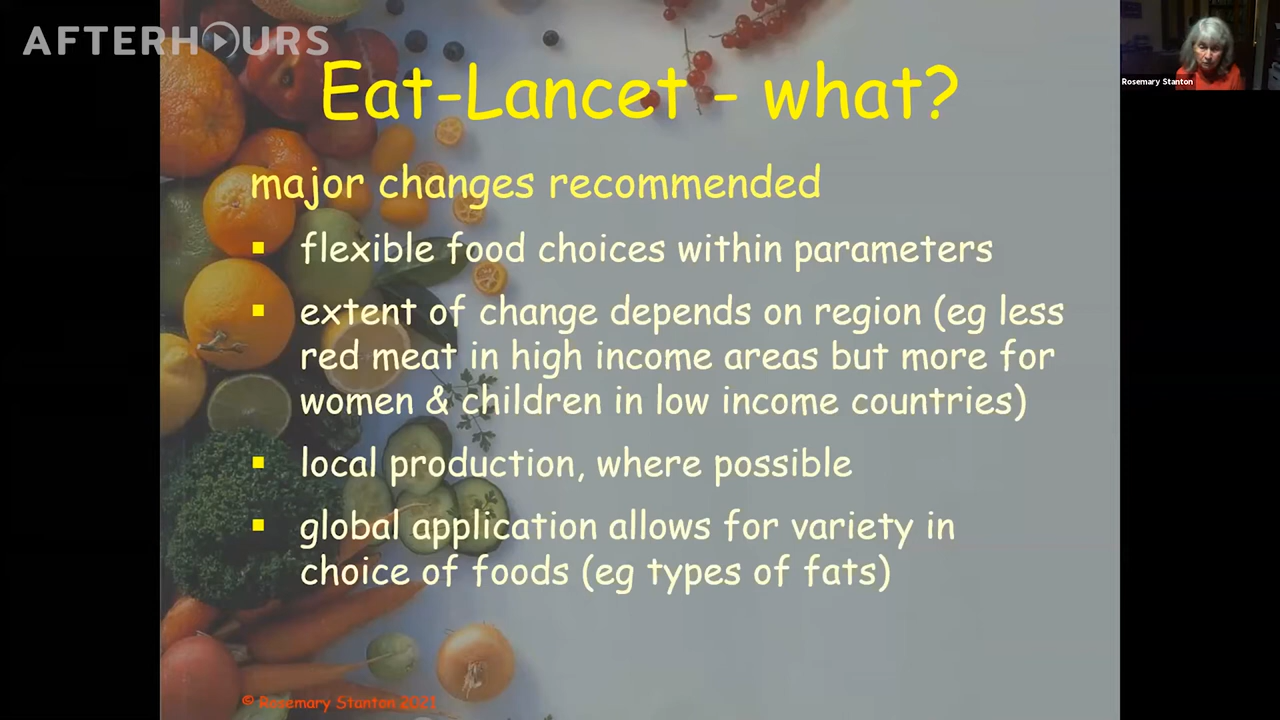 AFTERHOURS
Rosemary Stanton
Eat-Lancet - what?
major changes recommended
flexible food choices within parameters
extent of change depends on region (eg less
red meat in high income areas but more for
women & children in low income countries)
local production, where possible
global application allows for variety in
choice of foods (eg types of fats)
© Rosemary Stanton 2021